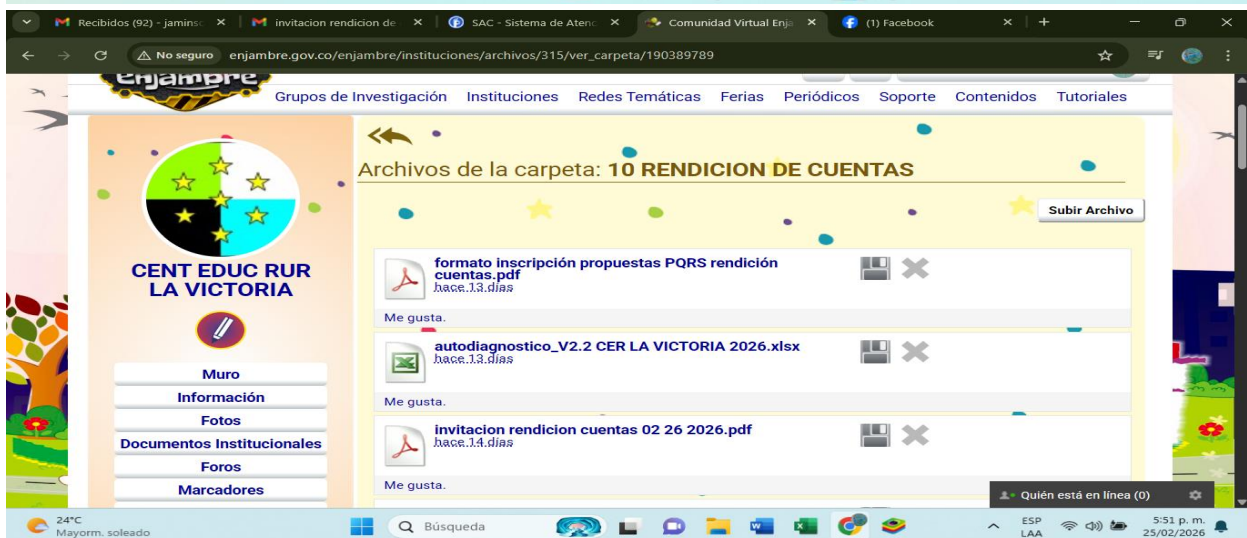 Recibidos (92) - jaminsc
invitacion rendicion de
SAC - Sistema de Atenc
Comunidad Virtual Enja
(1) Facebook
No seguro
enjambre.gov.co/enjambre/instituciones/archivos/315/ver_carpeta/190389789
Enjambre
Grupos de Investigación Instituciones Redes Temáticas Ferias Periódicos Soporte Contenidos Tutoriales
Archivos de la carpeta: 10 RENDICION DE CUENTAS
Subir Archivo
CENT EDUC RUR
LA VICTORIA
Muro
Información
Fotos
Documentos Institucionales
Foros
Marcadores
formato inscripción propuestas PQRS rendición
cuentas.pdf
hace 13 días
Me gusta.
autodiagnostico_V2.2 CER LA VICTORIA 2026.xlsx
hace 13 días
Me gusta.
invitacion rendicion cuentas 02 26 2026.pdf
hace 14 días
Me gusta.
Quién está en línea (0)
24°C
Mayorm. soleado
Búsqueda
ESP
LAA
5:51 p. m.
25/02/2026